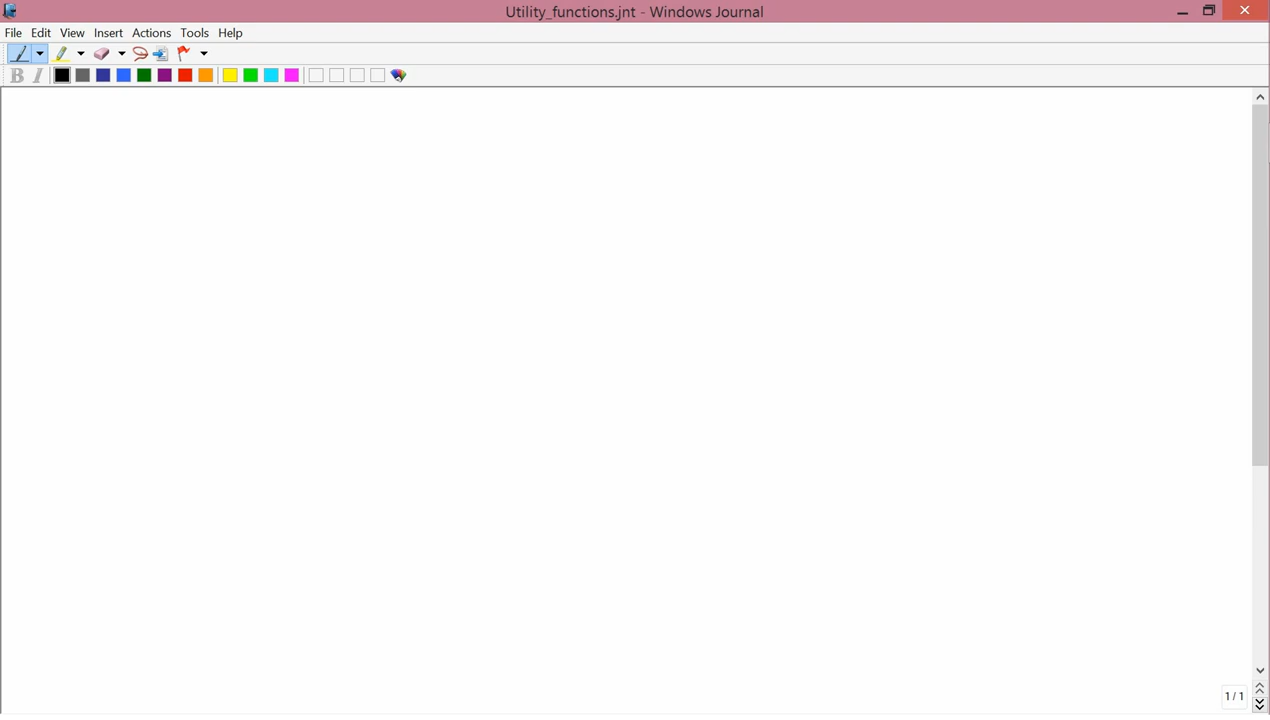 Utility_functions.jnt - Windows Journal
File Edit View Insert Actions Tools Help
B I
1 / 1